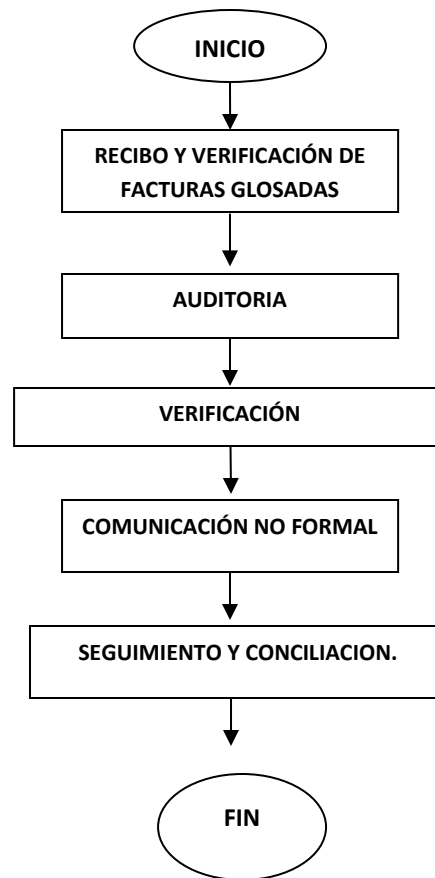 INICIO
RECIBO Y VERIFICACIÓN DE
FACTURAS GLOSADAS
AUDITORIA
VERIFICACIÓN
COMUNICACIÓN NO FORMAL
SEGUIMIENTO Y CONCILIACION.
FIN